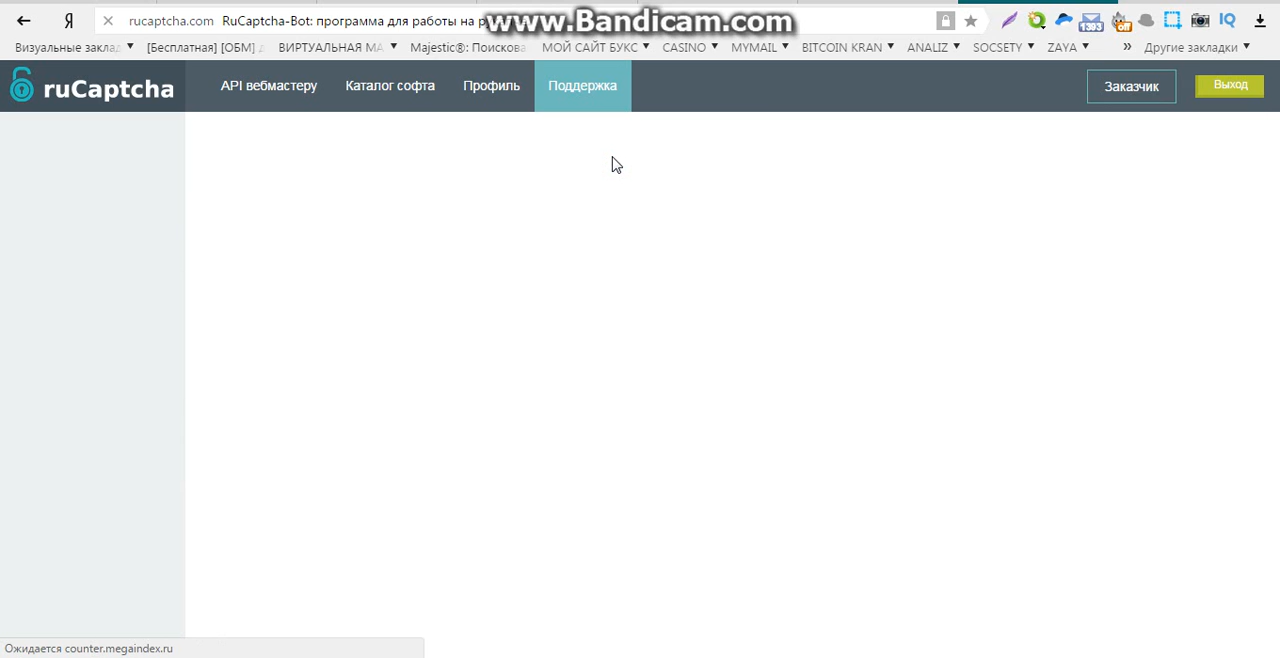 www.Bandicam.com
rucaptcha.com RuCaptcha-Bot: программа для работы на
Визуальные заклад [Бесплатная] [ОБМ] ВИРТУАЛЬНАЯ МА Majestic®: Поискова МОЙ САЙТ БУКС CASINO MYMAIL BITCOIN KRAN ANALIZ SOCSETY ZAYA » Другие закладки
ruCaptcha API вебмастеру Каталог софта Профиль Поддержка Заказчик Выход
Ожидается counter.megaindex.ru